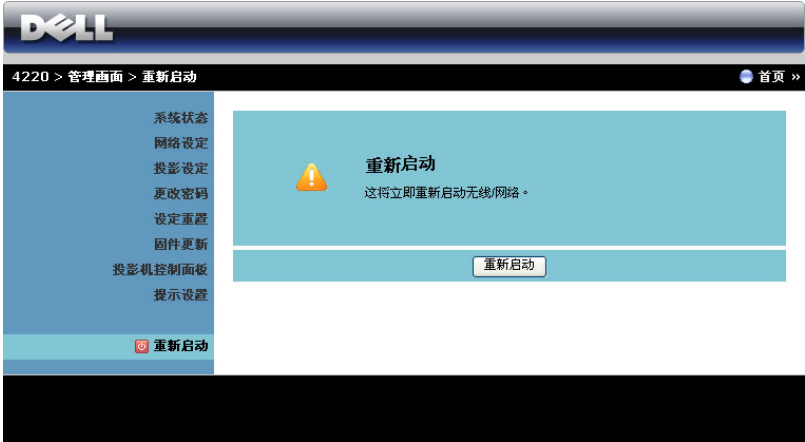 DELL
4220 > 管理画面 > 重新启动
首页 »
系统状态
网络设定
投影设定
更改密码
设定重置
固件更新
投影机控制面板
提示设置
重新启动
重新启动
这将立即重新启动无线/网络。
重新启动